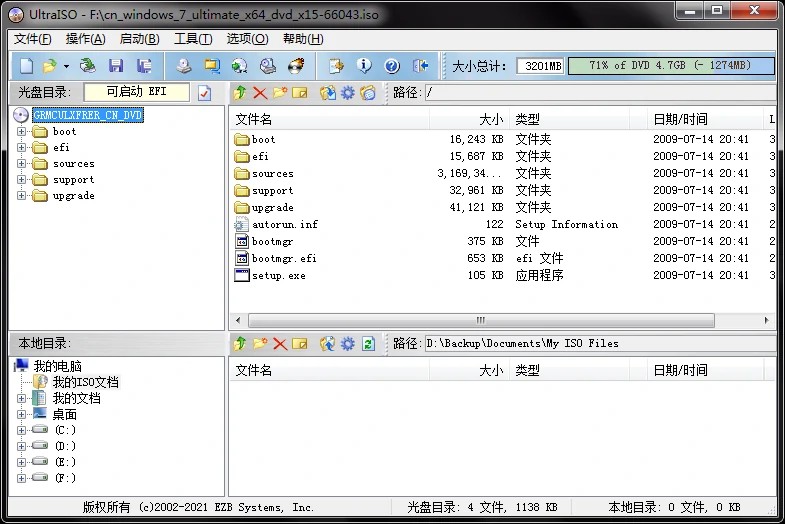 UltraISO - F:\cn_windows_7_ultimate_x64_dvd_x15-66043.iso
文件(F) 操作(A) 启动(B) 工具(T) 选项(O) 帮助(H)
大小总计： 3201MB 71% of DVD 4.7GB (- 1274MB)
光盘目录： 可启动 EFI 路径： /
GRMCULXFRER_CN_DVD
boot
efi
sources
support
upgrade
文件名 大小 类型 日期/时间 L
boot 16,243 KB 文件夹 2009-07-14 20:41 3
efi 15,687 KB 文件夹 2009-07-14 20:41 3
sources 3,169,34... 文件夹 2009-07-14 20:41 3
support 32,961 KB 文件夹 2009-07-14 20:41 3
upgrade 41,121 KB 文件夹 2009-07-14 20:41 3
autorun.inf 122 Setup Information 2009-07-14 20:41 2
bootmgr 375 KB 文件 2009-07-14 20:41 2
bootmgr.efi 653 KB efi 文件 2009-07-14 20:41 2
setup.exe 105 KB 应用程序 2009-07-14 20:41 3
本地目录： 路径： D:\Backup\Documents\My ISO Files
我的电脑
我的ISO文档
我的文档
桌面
(C:)
(D:)
(E:)
(F:)
文件名 大小 类型 日期/时间
版权所有 (c)2002-2021 EZB Systems, Inc. 光盘目录: 4 文件, 1138 KB 本地目录: 0 文件, 0 KB